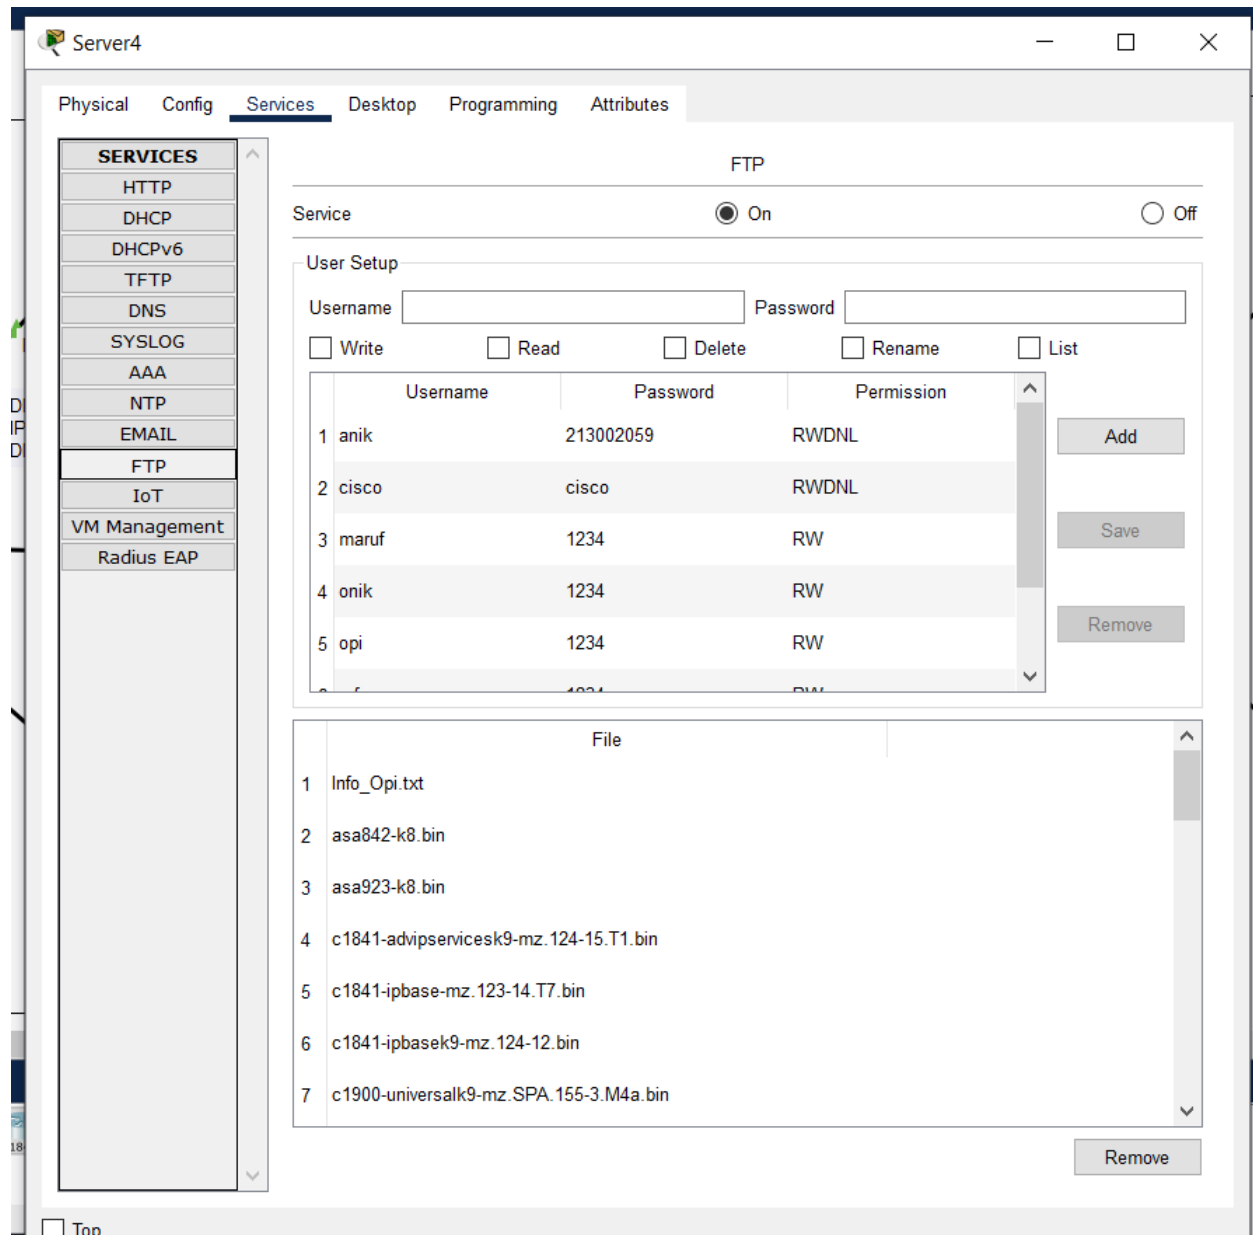 Server4
Physical Config Services Desktop Programming Attributes
SERVICES
HTTP
DHCP
DHCPv6
TFTP
DNS
SYSLOG
AAA
NTP
EMAIL
FTP
IoT
VM Management
Radius EAP
FTP
Service On Off
User Setup
Username Password
Write Read Delete Rename List
Username Password Permission
1 anik 213002059 RWDNL
2 cisco cisco RWDNL
3 maruf 1234 RW
4 onik 1234 RW
5 opi 1234 RW
Add
Save
Remove
File
1 Info_Opi.txt
2 asa842-k8.bin
3 asa923-k8.bin
4 c1841-advipservicesk9-mz.124-15.T1.bin
5 c1841-ipbase-mz.123-14.T7.bin
6 c1841-ipbasek9-mz.124-12.bin
7 c1900-universalk9-mz.SPA.155-3.M4a.bin
Remove
Top